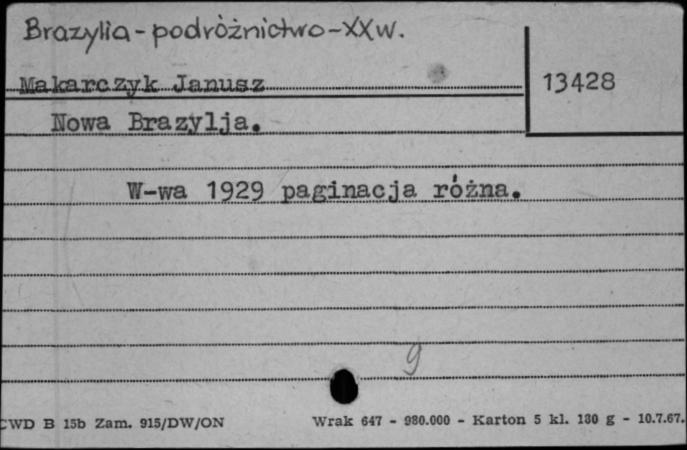 Brazylia - podróżnictwo - XX w.
Makarczyk Janusz
13428
Nowa Brazylja.
W-wa 1929 paginacja różna.
9
CWD B 15b Zam. 915/DW/ON
Wrak 647 - 980.000 - Karton 5 kl. 180 g - 10.7.67.